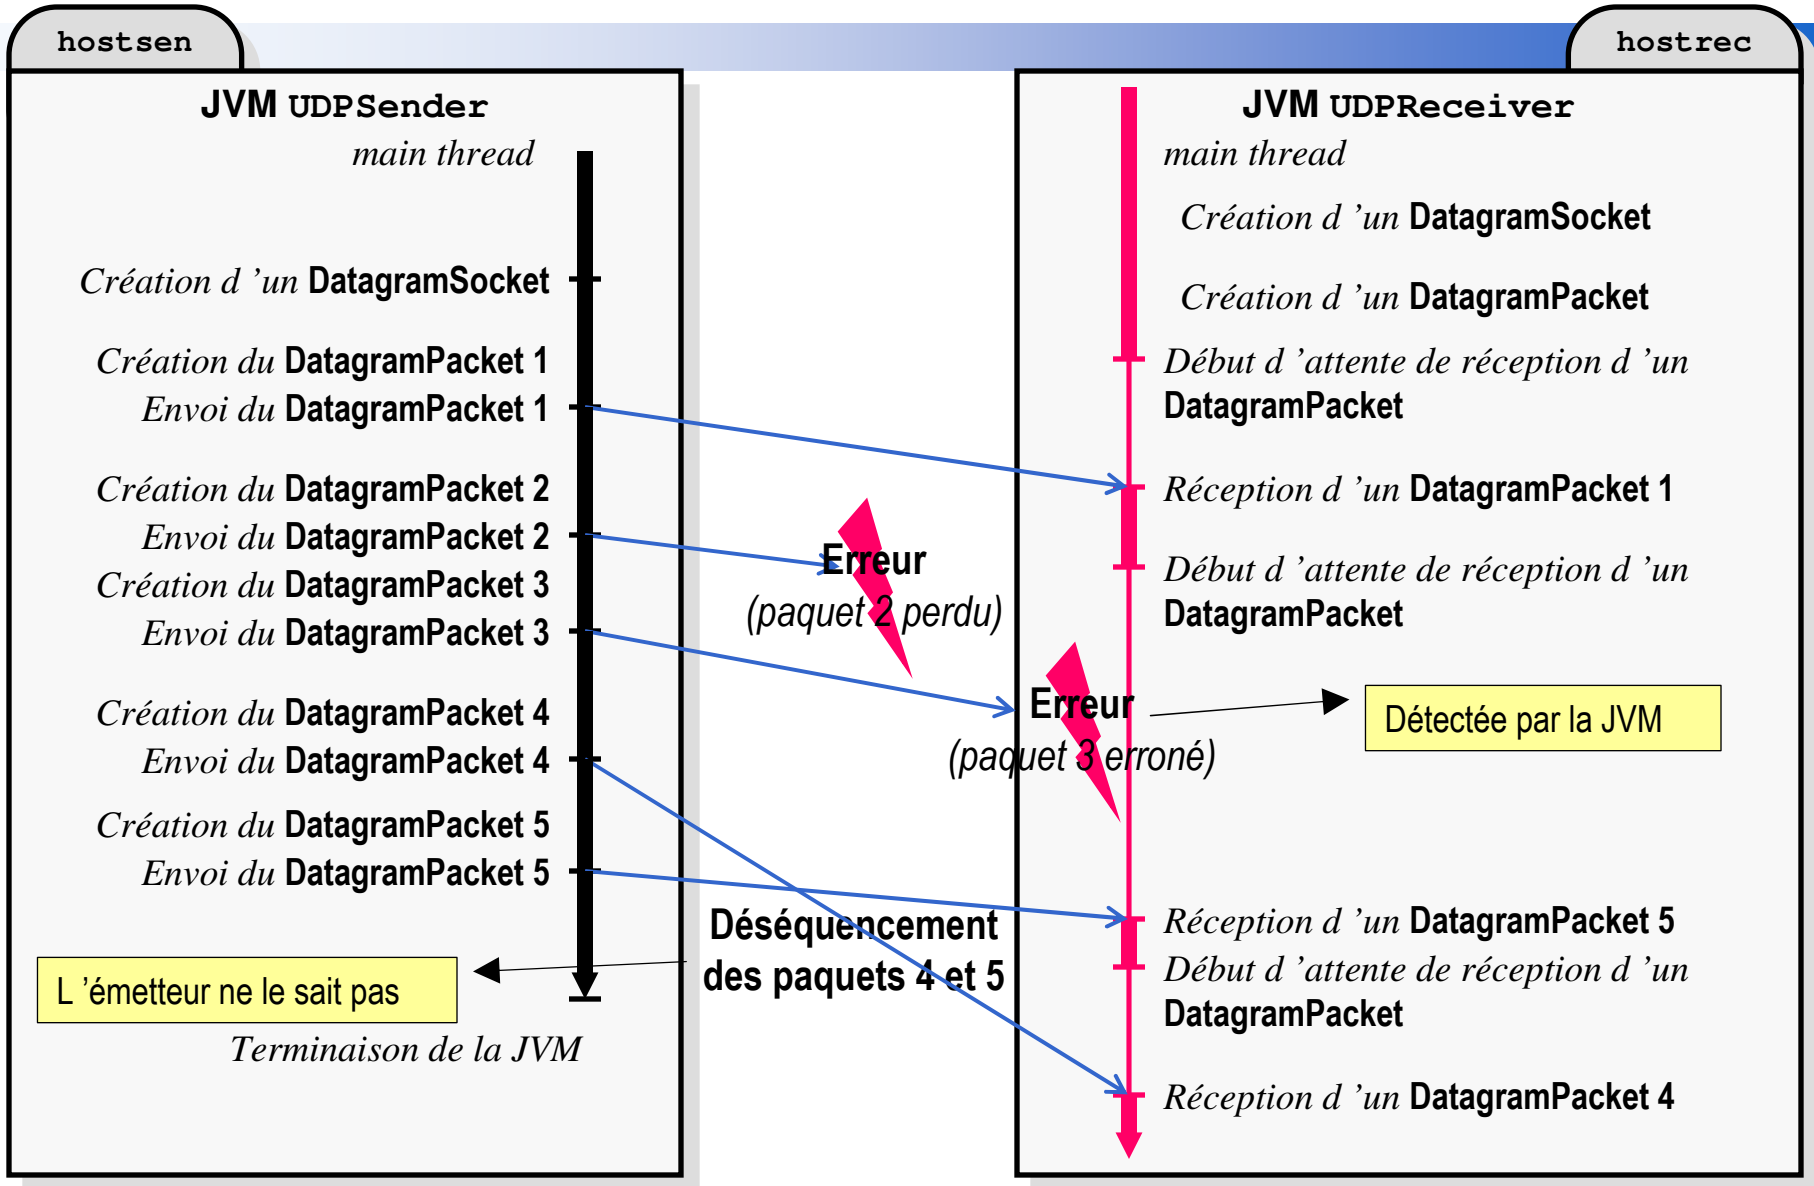 hostsen
hostrec
JVM UDPSender
main thread
Création d ’un DatagramSocket
Création du DatagramPacket 1
Envoi du DatagramPacket 1
Création du DatagramPacket 2
Envoi du DatagramPacket 2
Création du DatagramPacket 3
Envoi du DatagramPacket 3
Création du DatagramPacket 4
Envoi du DatagramPacket 4
Création du DatagramPacket 5
Envoi du DatagramPacket 5
L ’émetteur ne le sait pas
Terminaison de la JVM
Erreur
(paquet 2 perdu)
Erreur
(paquet 3 erroné)
Déséquencement
des paquets 4 et 5
JVM UDPReceiver
main thread
Création d ’un DatagramSocket
Création d ’un DatagramPacket
Début d ’attente de réception d ’un
DatagramPacket
Réception d ’un DatagramPacket 1
Début d ’attente de réception d ’un
DatagramPacket
Détectée par la JVM
Réception d ’un DatagramPacket 5
Début d ’attente de réception d ’un
DatagramPacket
Réception d ’un DatagramPacket 4